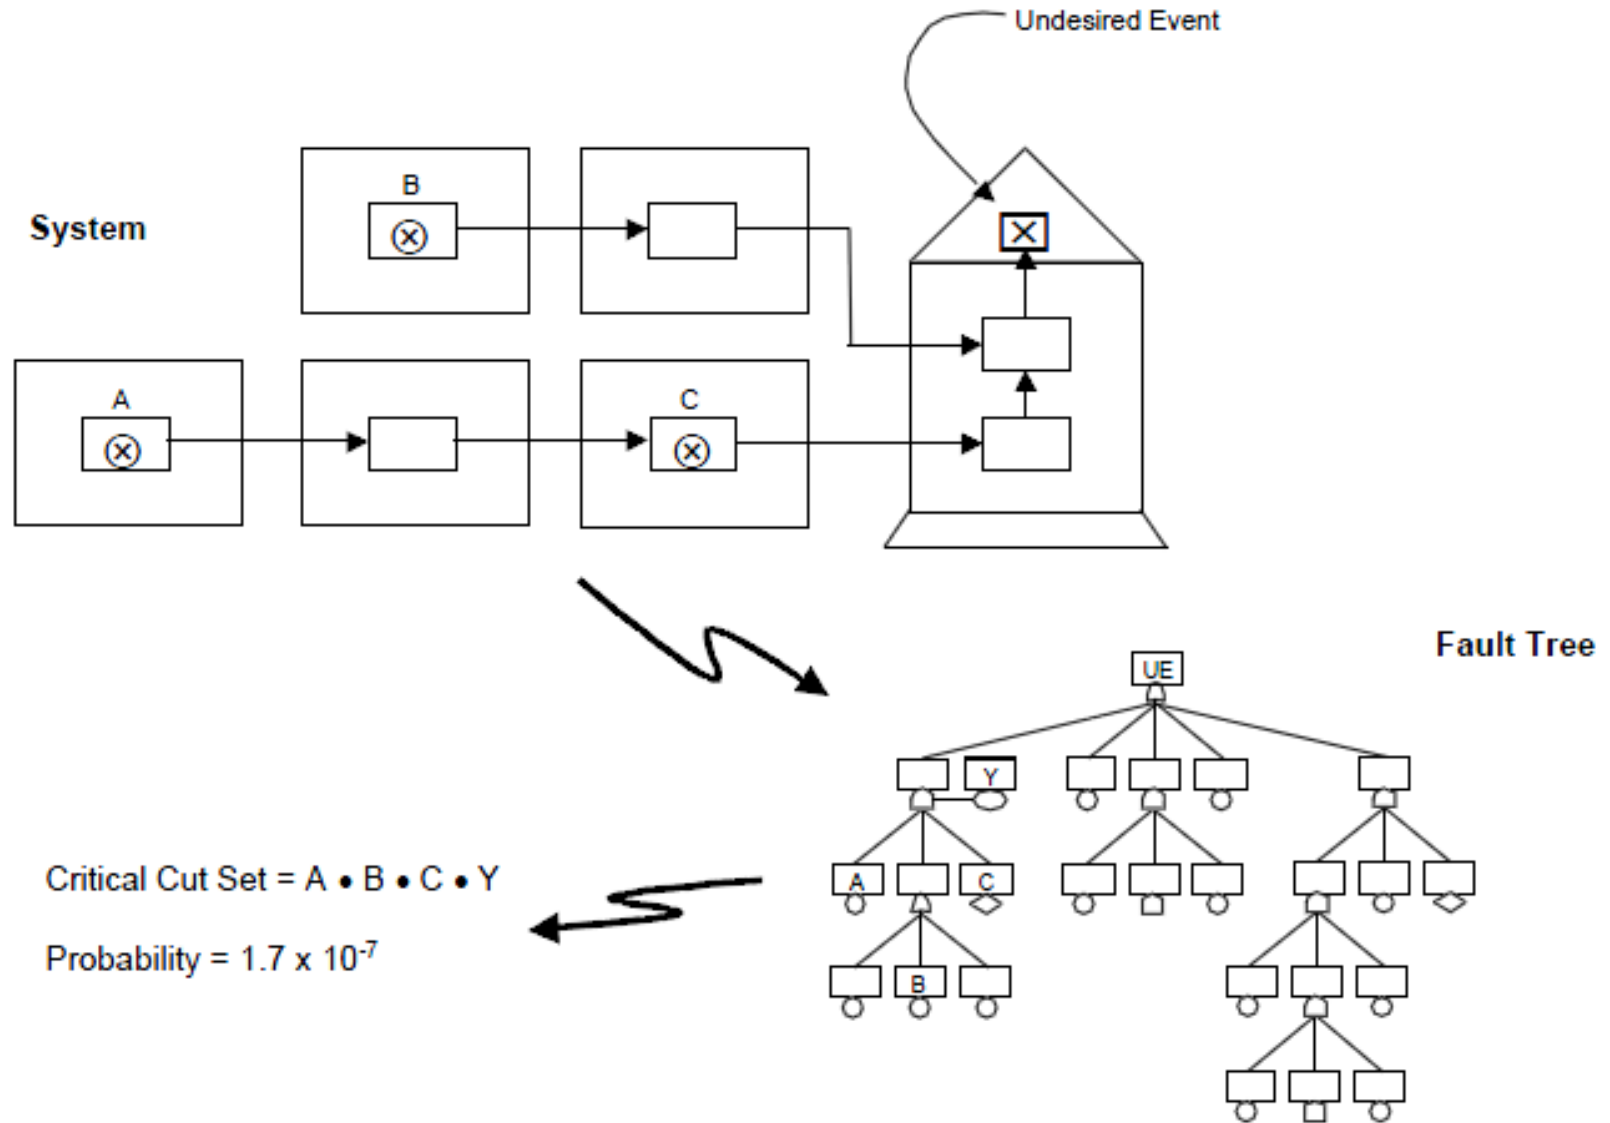 Undesired Event
B
System
A
C
Fault Tree
UE
Y
A
C
B
Critical Cut Set = A • B • C • Y
Probability = 1.7 x 10⁻⁷